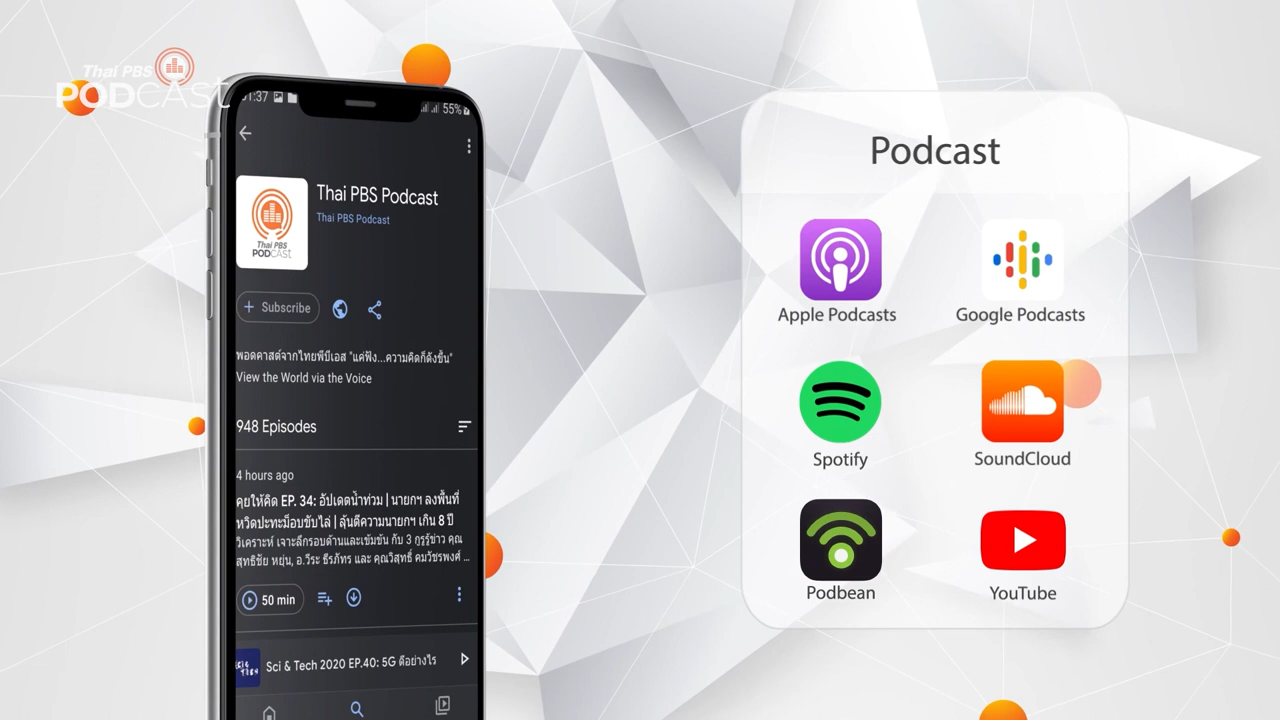 Thai PBS
PODCAST
01:37
55%
Thai PBS Podcast
Thai PBS Podcast
Thai PBS
PODCAST
+ Subscribe
พอดคาสต์จากไทยพีบีเอส "แค่ฟัง...ความคิดก็ดังขึ้น"
View the World via the Voice
948 Episodes
4 hours ago
คุยให้คิด EP. 34: อัปเดตน้ำท่วม | นายกฯ ลงพื้นที่
หวิดปะทะม็อบขับไล่ | ลุ้นตีความนายกฯ เกิน 8 ปี
วิเคราะห์ เจาะลึกรอบด้านและเข้มข้น กับ 3 กูรูรู้ข่าว คุณ
สุทธิชัย หยุ่น, อ.วีระ ธีรภัทร และ คุณวิสุทธิ์ คมวัชรพงศ์ ...
50 min
Sci & Tech 2020 EP.40: 5G ดีอย่างไร
Podcast
Apple Podcasts
Google Podcasts
Spotify
SoundCloud
Podbean
YouTube